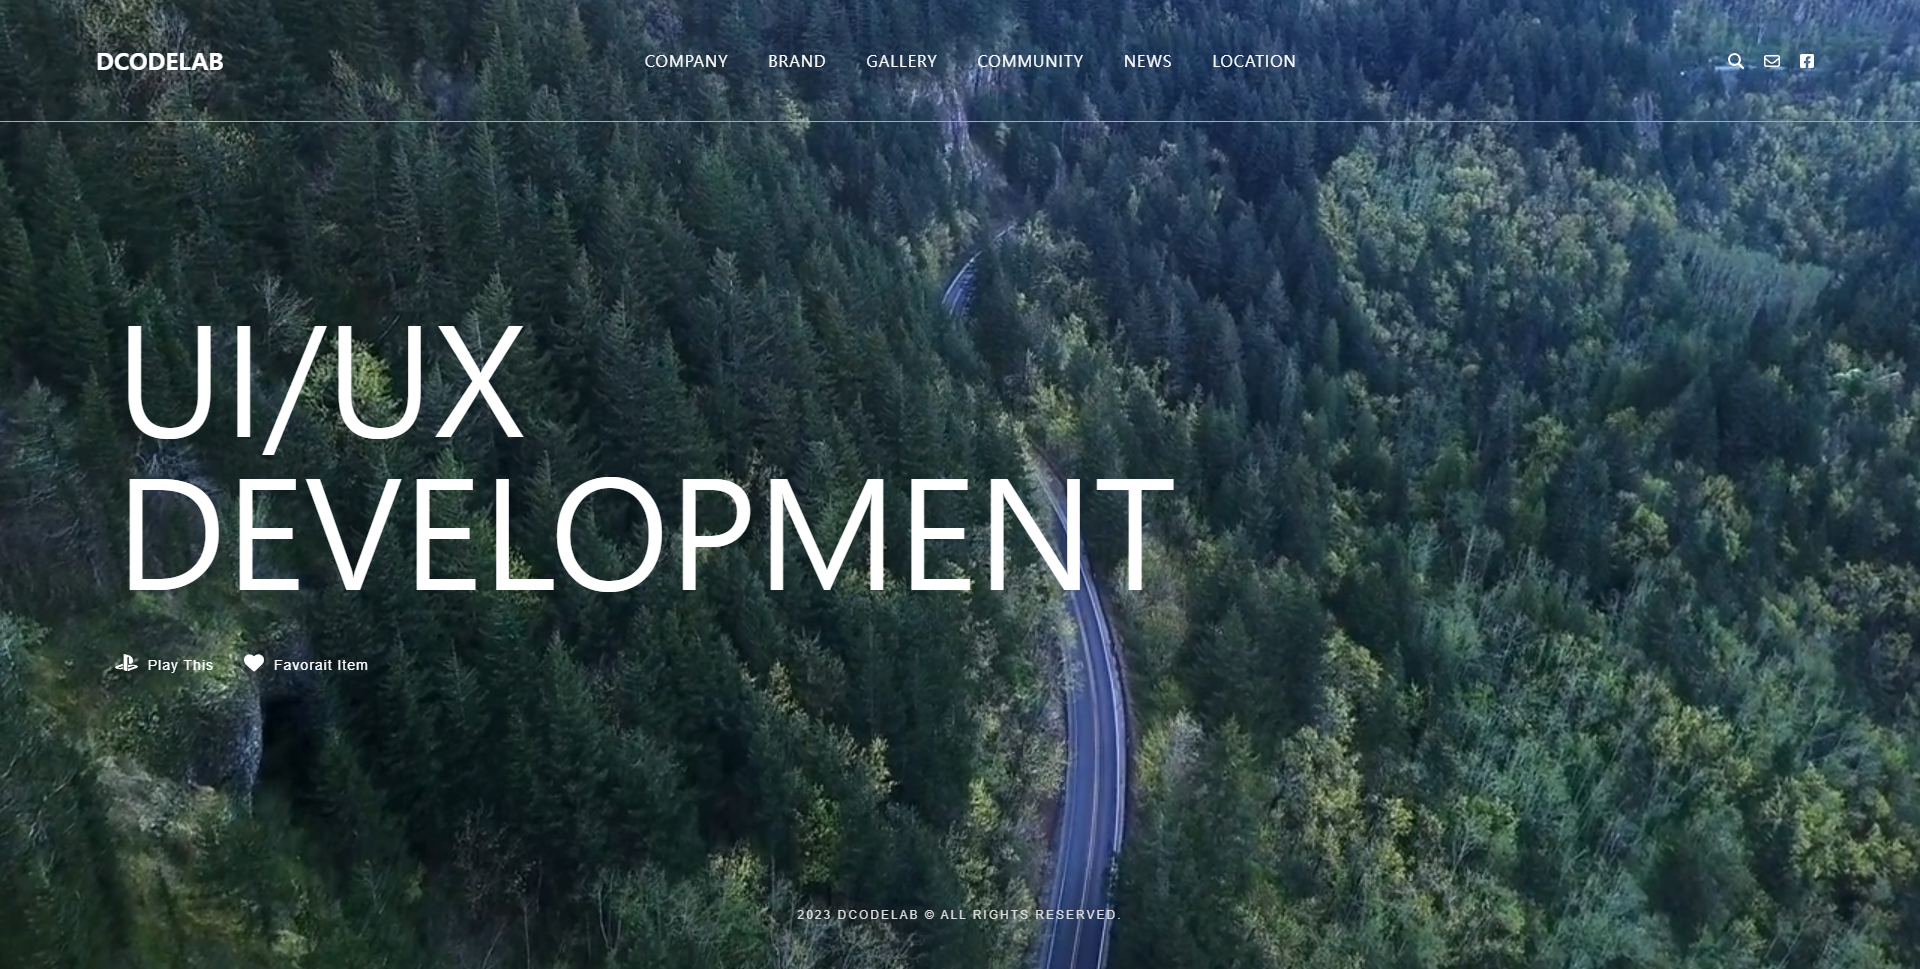 DCODELAB
COMPANY BRAND GALLERY COMMUNITY NEWS LOCATION
UI/UX
DEVELOPMENT
Play This Favorait Item
2023 DCODELAB © ALL RIGHTS RESERVED.